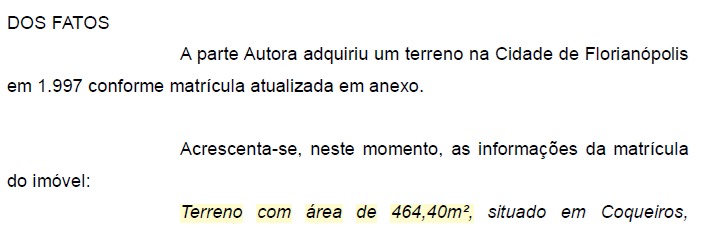 DOS FATOS
A parte Autora adquiriu um terreno na Cidade de Florianópolis
em 1.997 conforme matrícula atualizada em anexo.
Acrescenta-se, neste momento, as informações da matrícula
do imóvel:
Terreno com área de 464,40m², situado em Coqueiros,